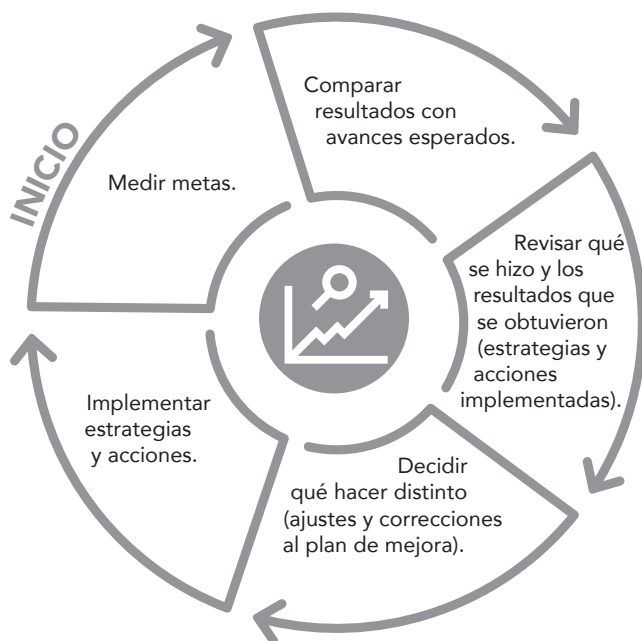 INICIO
Medir metas.
Comparar
resultados con
avances esperados.
Revisar qué
se hizo y los
resultados que
se obtuvieron
(estrategias y
acciones
implementadas).
Decidir
qué hacer distinto
(ajustes y correcciones
al plan de mejora).
Implementar
estrategias
y acciones.